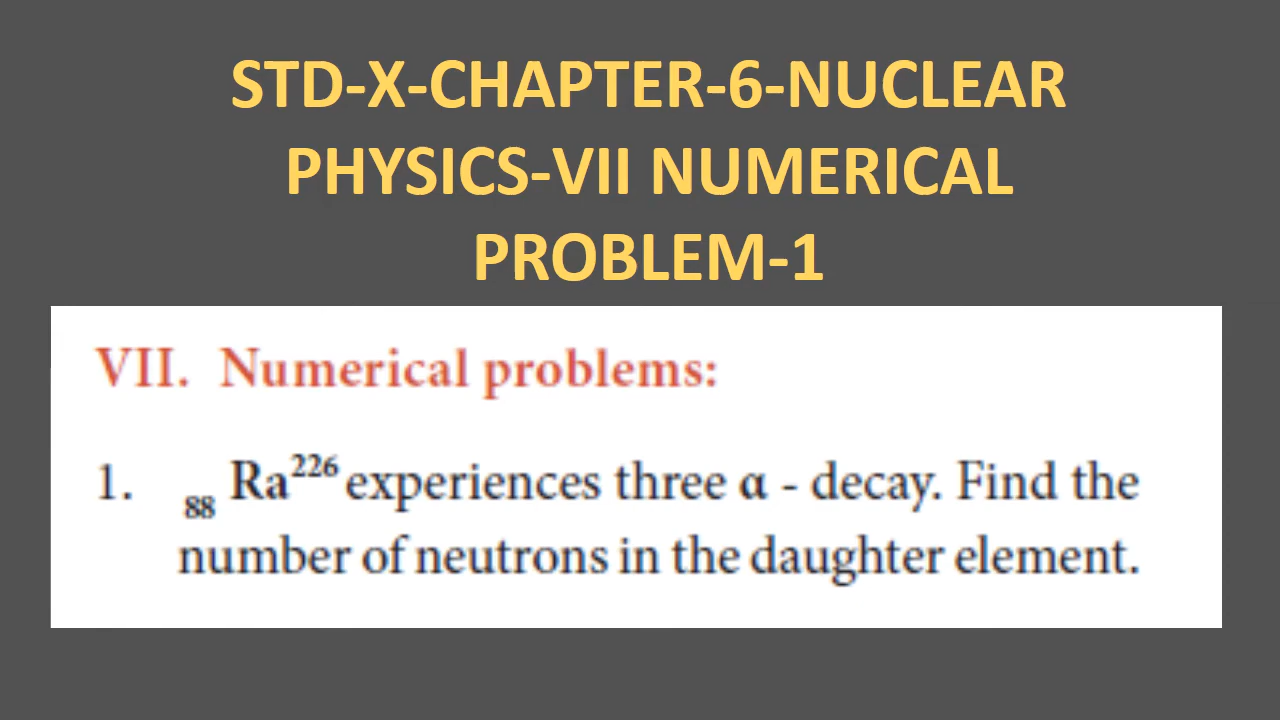 STD-X-CHAPTER-6-NUCLEAR
PHYSICS-VII NUMERICAL
PROBLEM-1
VII. Numerical problems:
1. ₈₈Ra²²⁶ experiences three α - decay. Find the
number of neutrons in the daughter element.